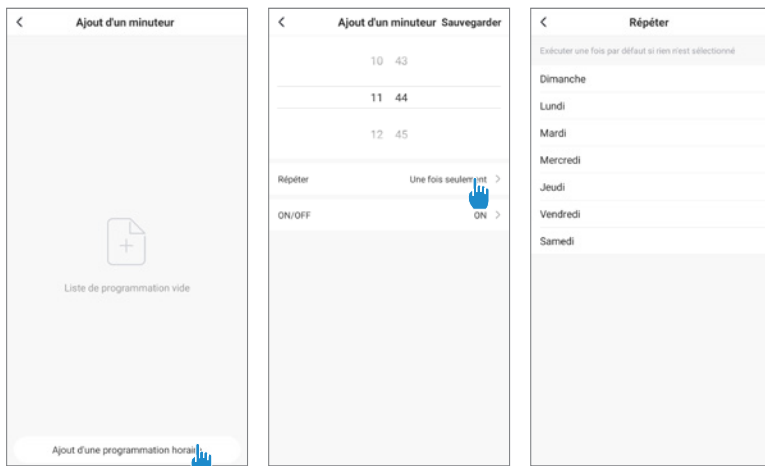 Ajout d'un minuteur
Liste de programmation vide
Ajout d'une programmation
Ajout d'un minuteur Sauvegarder
10 43
11 44
12 45
Répéter Une fois
ON/OFF ON
Répéter
Exécuter une fois par défaut si rien n'est sélectionné
Dimanche
Lundi
Mardi
Mercredi
Jeudi
Vendredi
Samedi